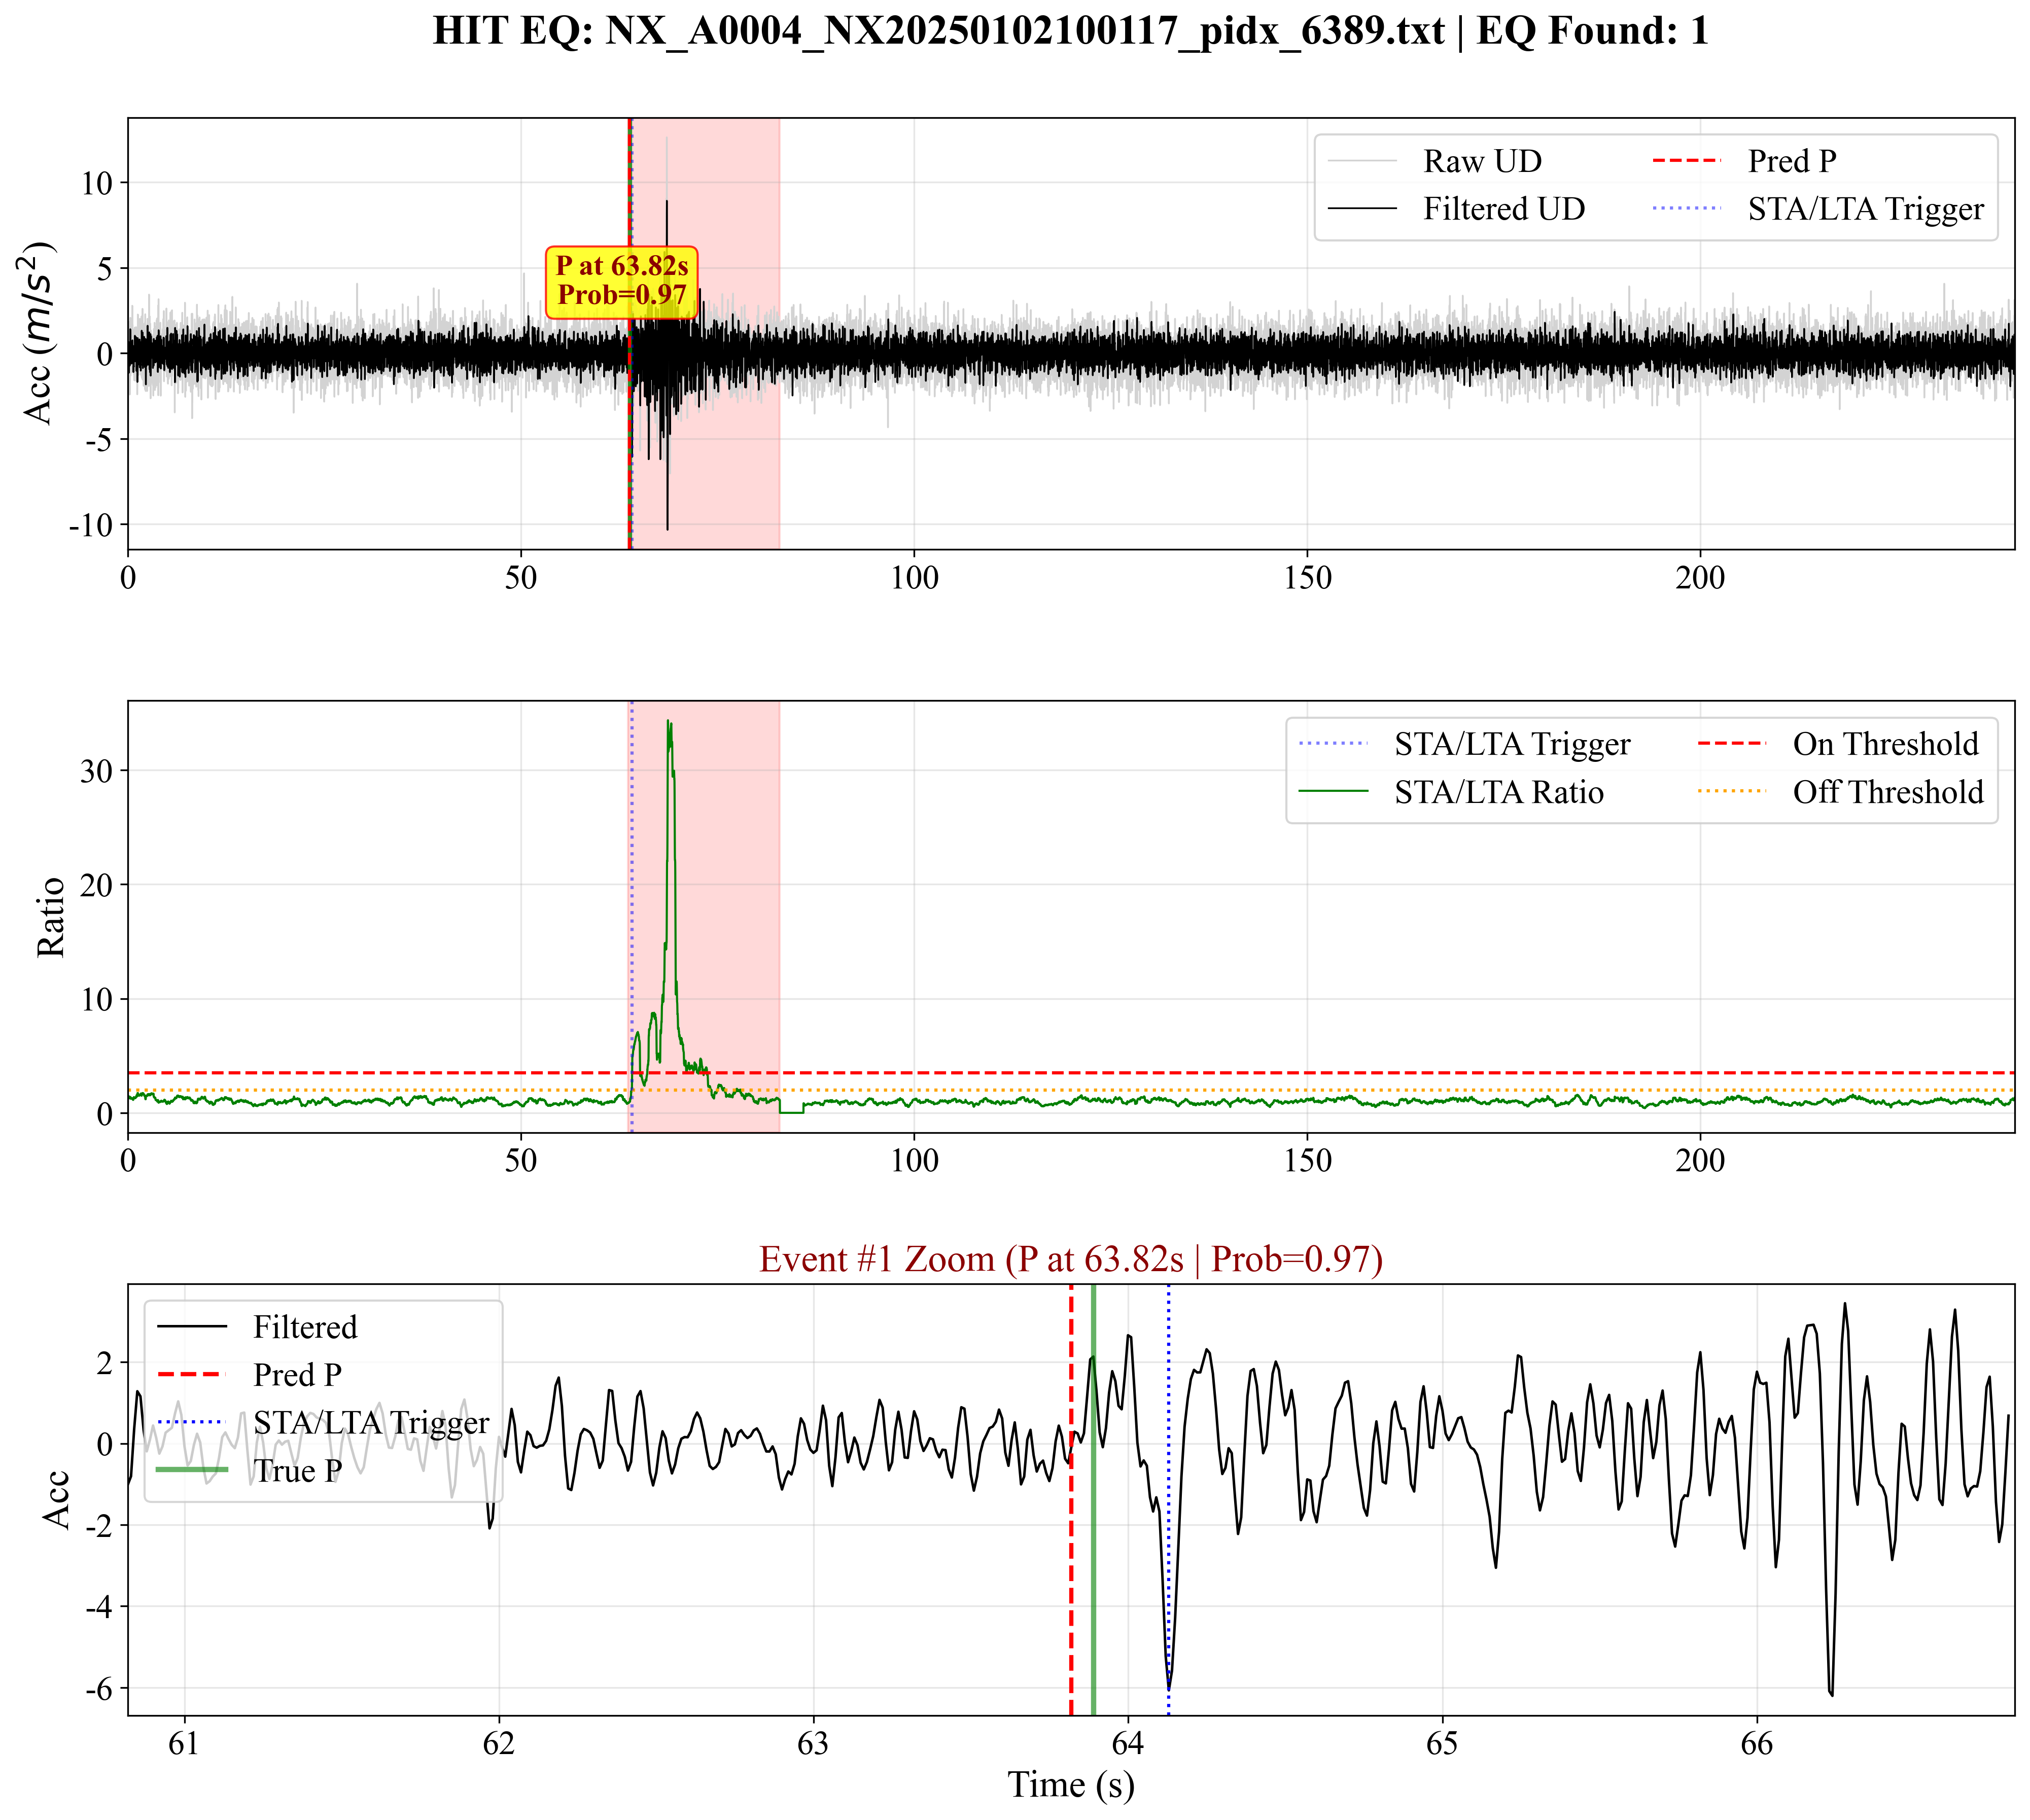 HIT EQ: NX_A0004_NX20250102100117_pidx_6389.txt | EQ Found: 1
Acc (m/s²)
10
5
0
-5
-10
Raw UD
Filtered UD
Pred P
STA/LTA Trigger
P at 63.82s
Prob=0.97
0
50
100
150
200
Ratio
30
20
10
0
STA/LTA Trigger
STA/LTA Ratio
On Threshold
Off Threshold
0
50
100
150
200
Event #1 Zoom (P at 63.82s | Prob=0.97)
Acc
2
0
-2
-4
-6
Filtered
Pred P
STA/LTA Trigger
True P
61
62
63
64
65
66
Time (s)